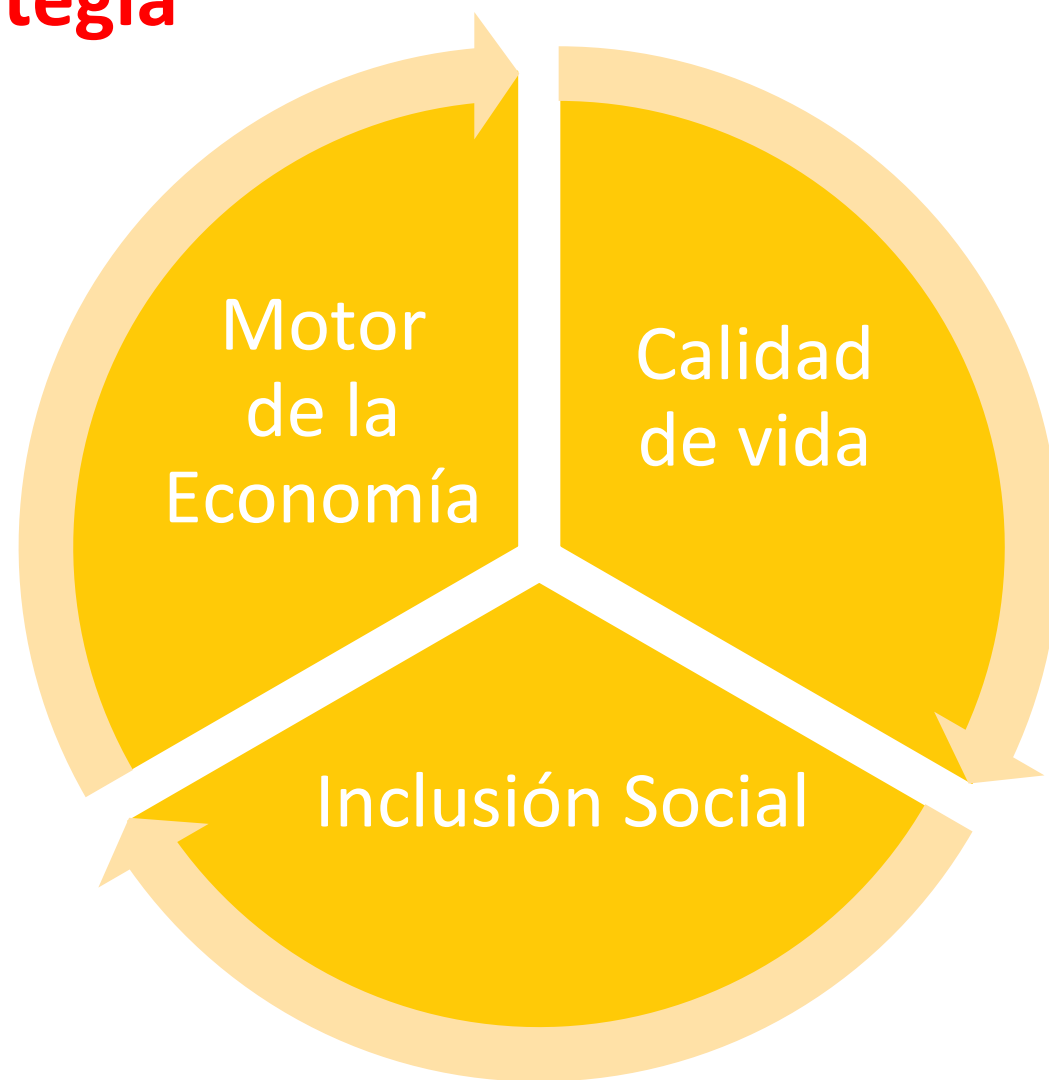 tegia
Motor
de la
Economía
Calidad
de vida
Inclusión Social